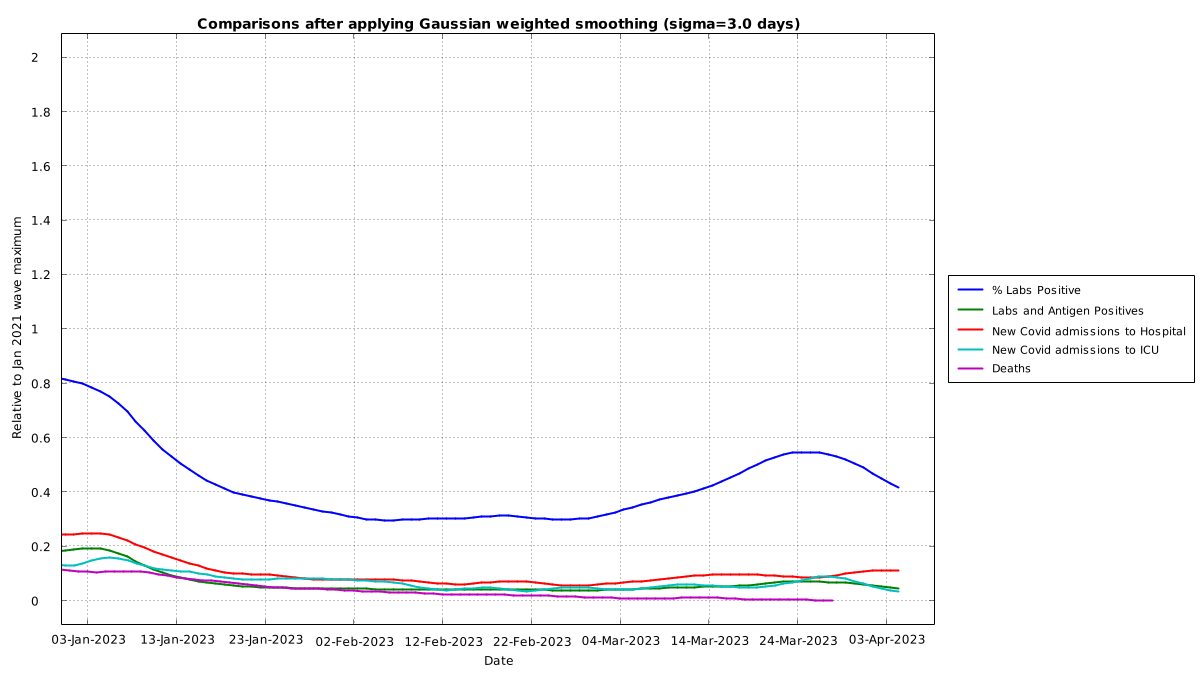 Comparisons after applying Gaussian weighted smoothing (sigma=3.0 days)
2
1.8
1.6
1.4
1.2
1
0.8
0.6
0.4
0.2
0
Relative to Jan 2021 wave maximum
03-Jan-2023 13-Jan-2023 23-Jan-2023 02-Feb-2023 12-Feb-2023 22-Feb-2023 04-Mar-2023 14-Mar-2023 24-Mar-2023 03-Apr-2023
Date
% Labs Positive
Labs and Antigen Positives
New Covid admissions to Hospital
New Covid admissions to ICU
Deaths